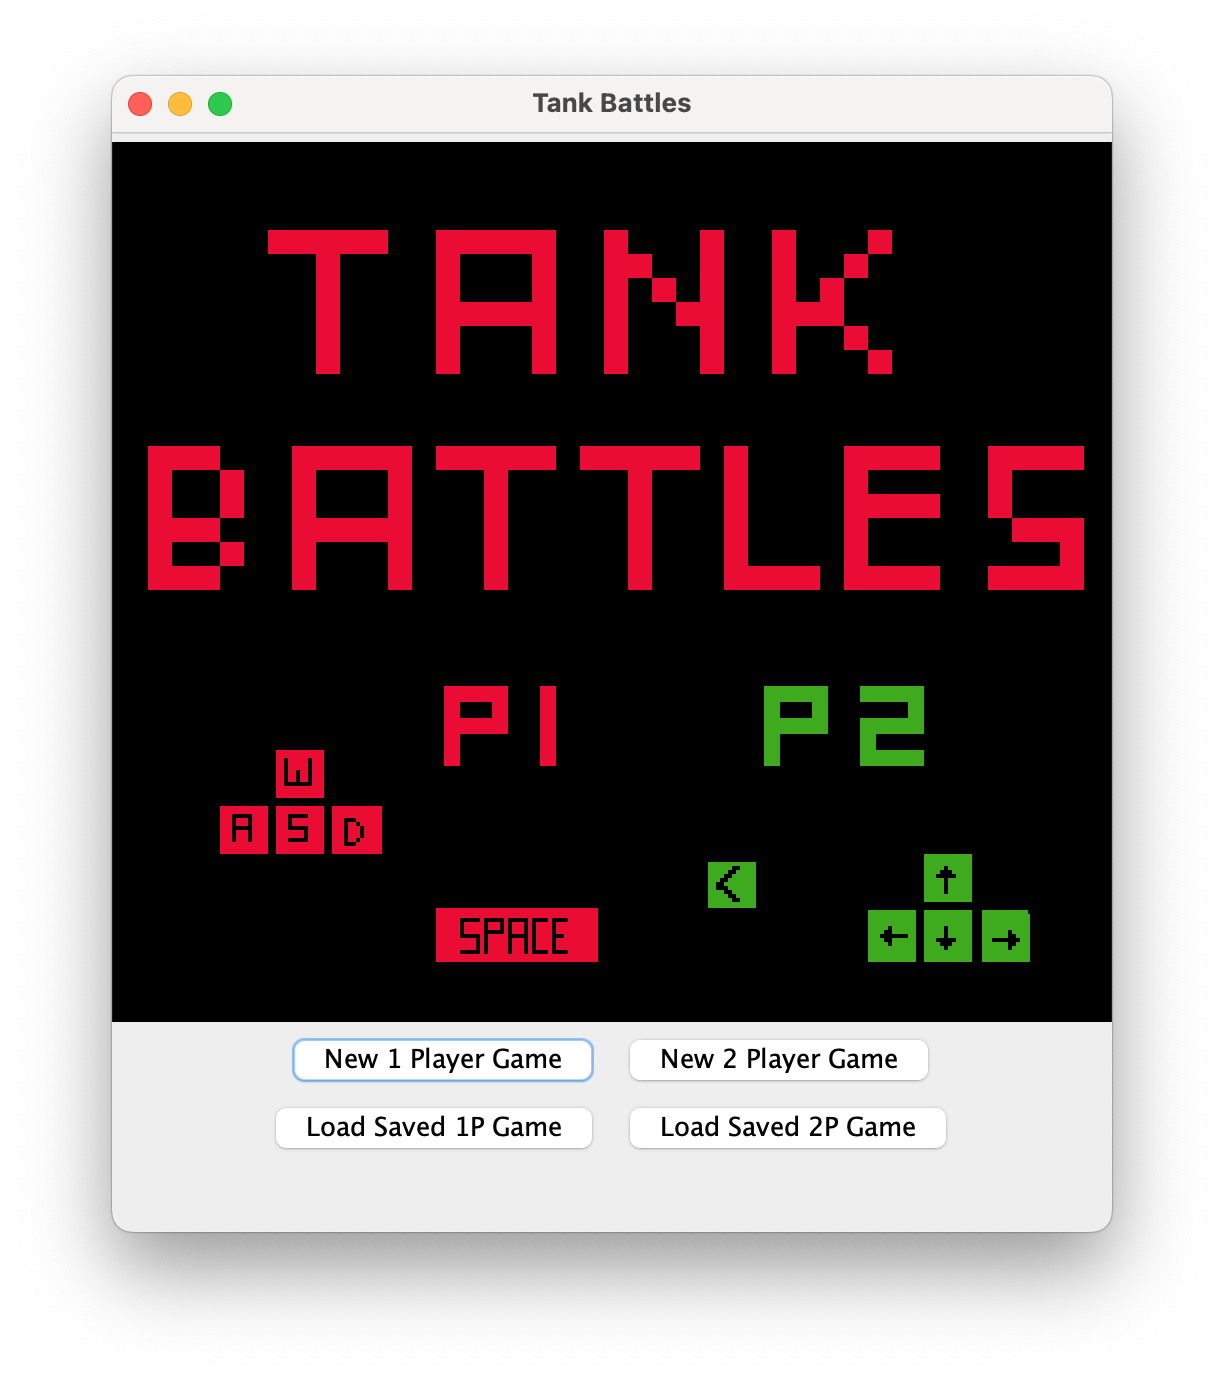 Tank Battles
TANK
BATTLES
P1 P2
W
A S D
<
↑
SPACE
← ↓ →
New 1 Player Game
New 2 Player Game
Load Saved 1P Game
Load Saved 2P Game